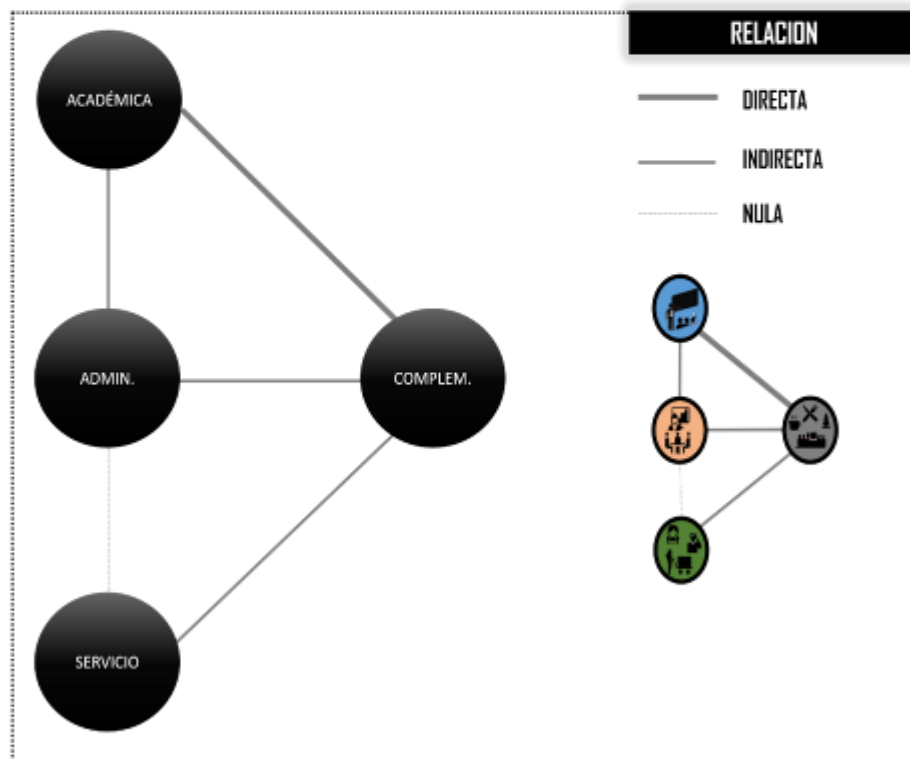 RELACION
ACADÉMICA
DIRECTA
INDIRECTA
NULA
ADMIN.
COMPLEM.
SERVICIO